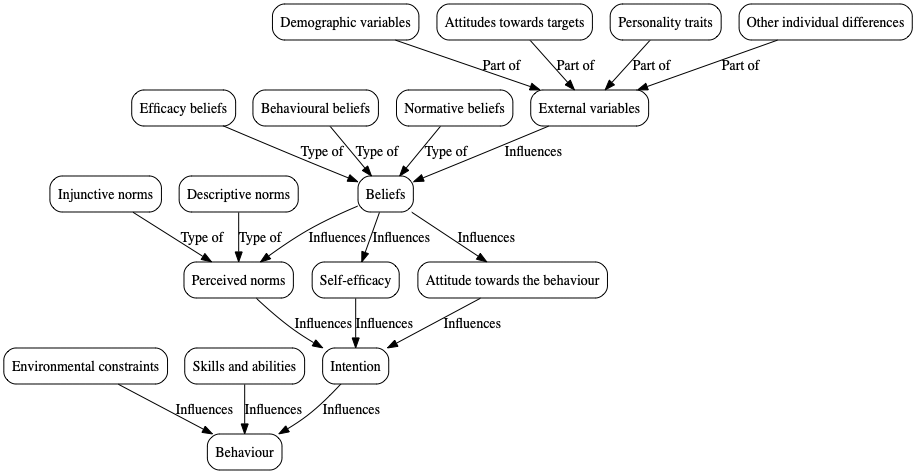 Demographic variables
Attitudes towards targets
Personality traits
Other individual differences
Part of
Part of
Part of
Part of
Efficacy beliefs
Behavioural beliefs
Normative beliefs
External variables
Type of
Type of
Type of
Influences
Injunctive norms
Descriptive norms
Beliefs
Type of
Type of
Influences
Influences
Influences
Perceived norms
Self-efficacy
Attitude towards the behaviour
Influences
Influences
Influences
Environmental constraints
Skills and abilities
Intention
Influences
Influences
Influences
Behaviour